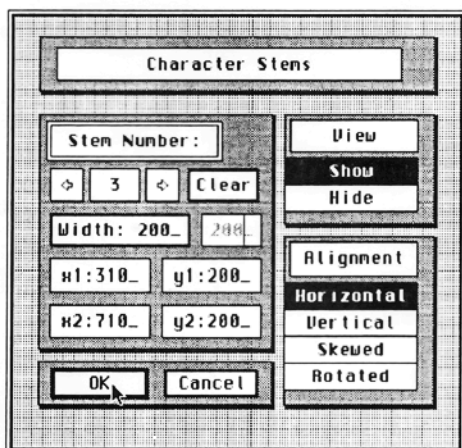 Character Stems
Stem Number:
3 Clear
Width: 200_ 200
x1:310_ y1:200_
x2:710_ y2:200_
OK Cancel
View
Show
Hide
Alignment
Horizontal
Vertical
Skewed
Rotated